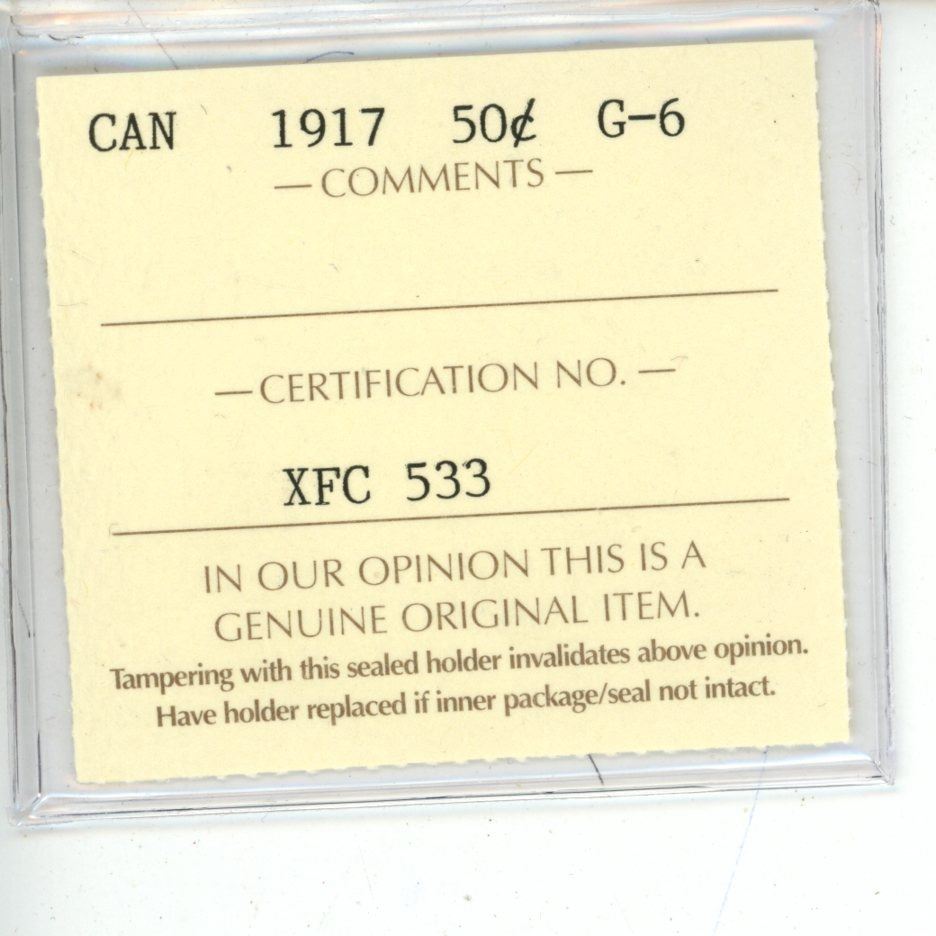 CAN 1917 50¢ G-6
—COMMENTS—
—CERTIFICATION NO.—
XFC 533
IN OUR OPINION THIS IS A
GENUINE ORIGINAL ITEM.
Tampering with this sealed holder invalidates above opinion.
Have holder replaced if inner package/seal not intact.